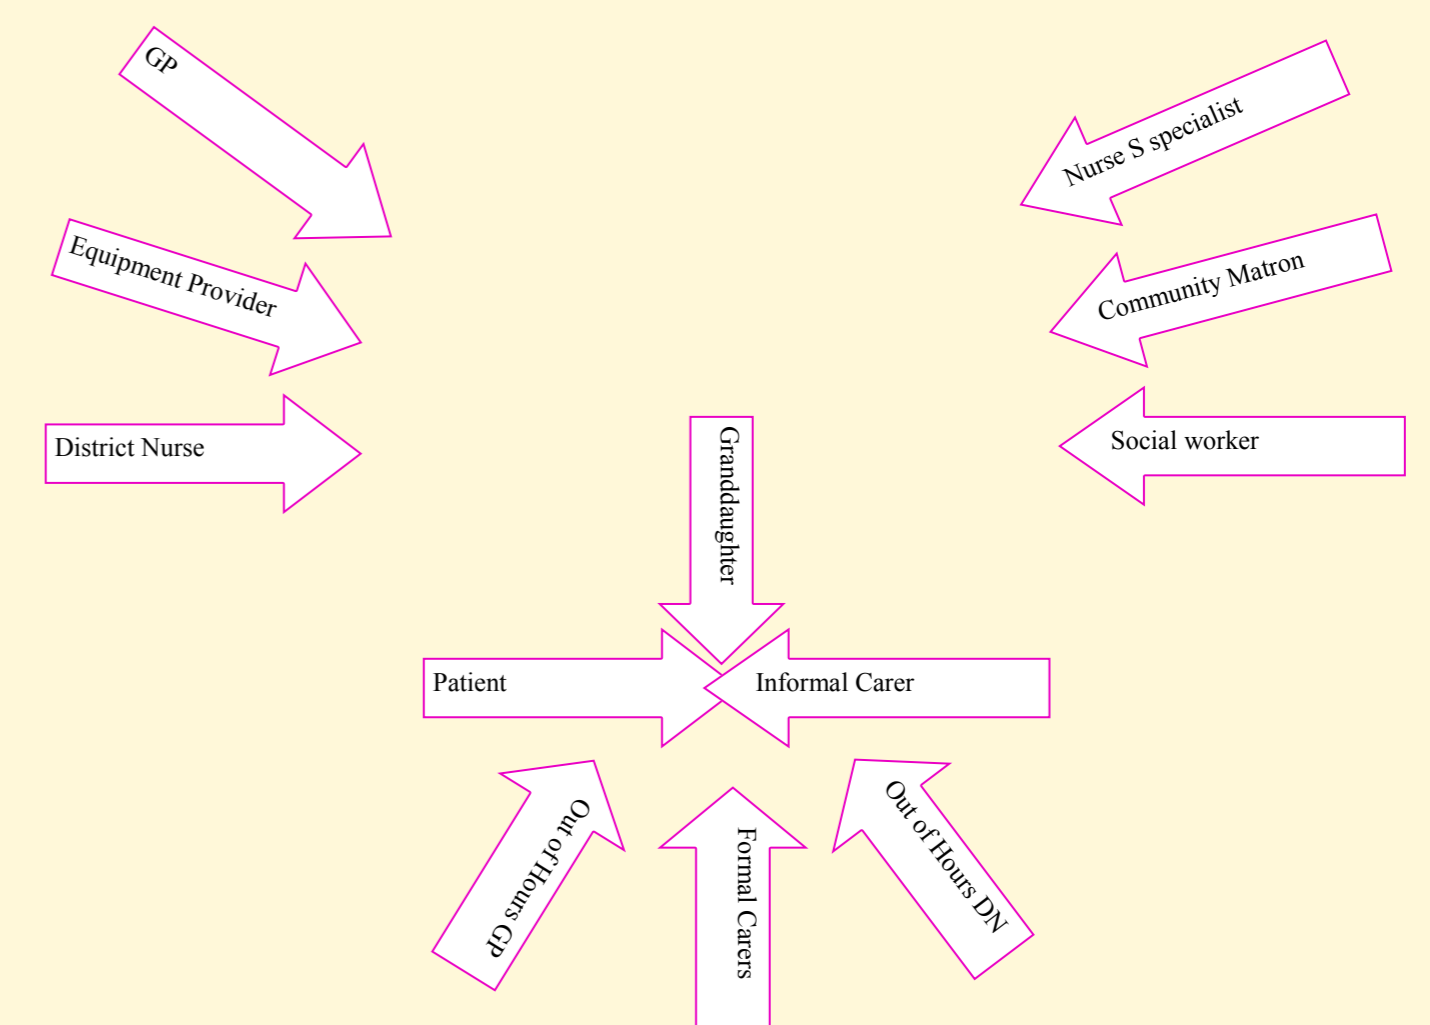 GP
Nurse S specialist
Equipment Provider
Community Matron
District Nurse
Social worker
Granddaughter
Patient
Informal Carer
Out of Hours GP
Formal Carers
Out of Hours DN